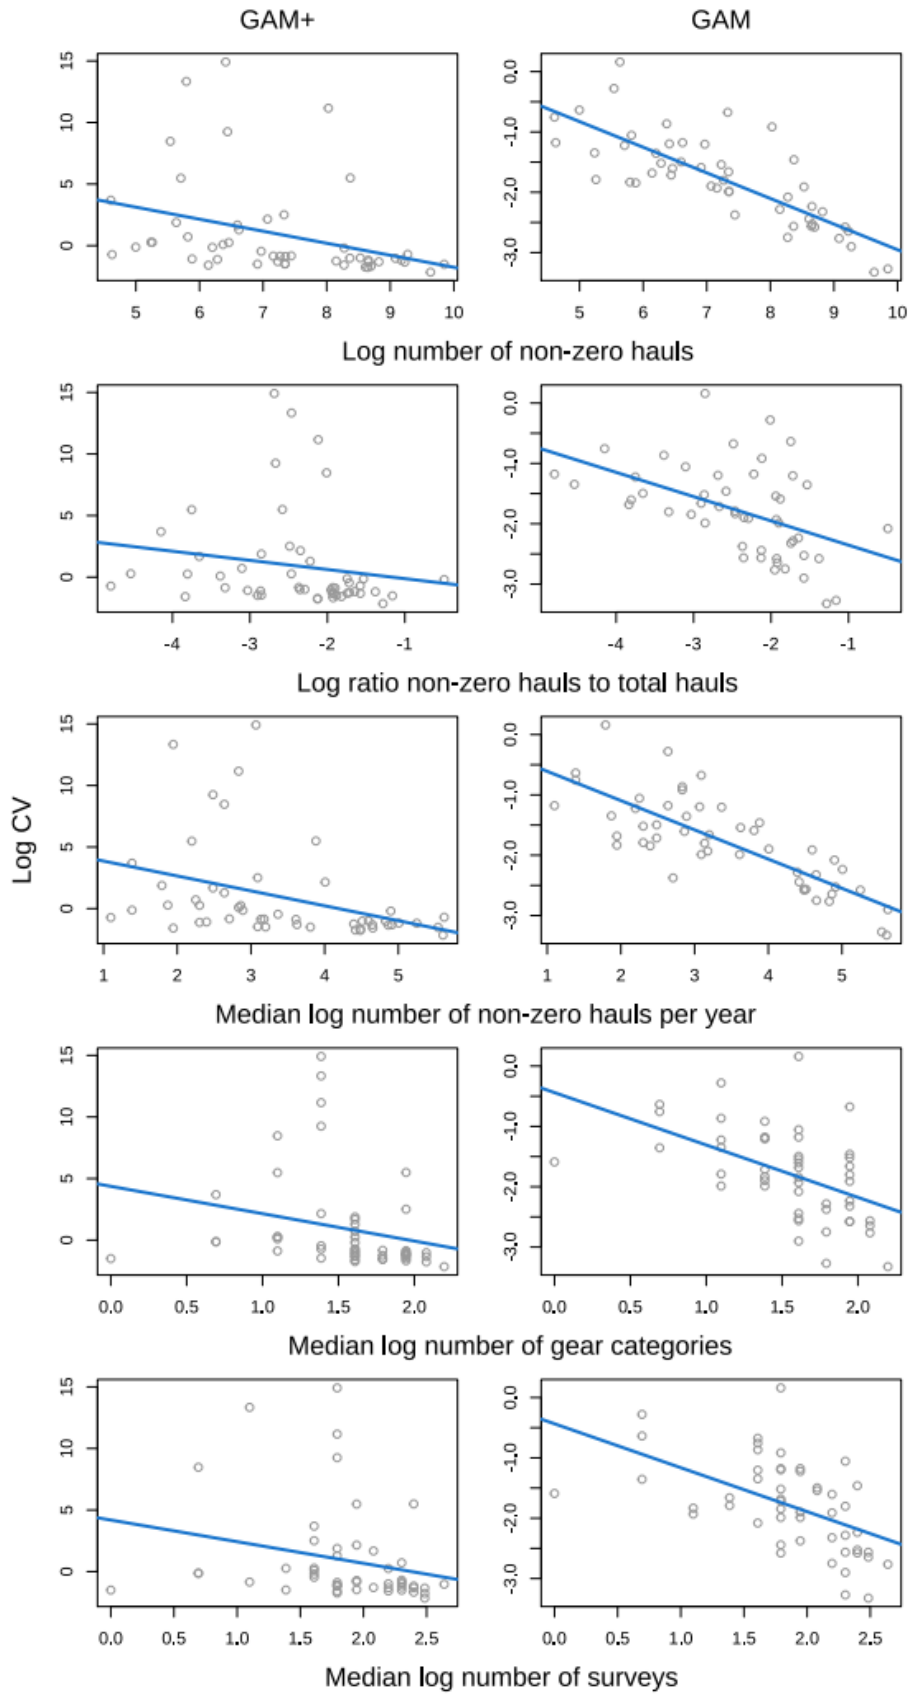 GAM+ GAM
15 10 5 0 0.0 -1.0 -2.0 -3.0
5 6 7 8 9 10 5 6 7 8 9 10
Log number of non-zero hauls
15 10 5 0 0.0 -1.0 -2.0 -3.0
-4 -3 -2 -1 -4 -3 -2 -1
Log ratio non-zero hauls to total hauls
15 10 5 0 0.0 -1.0 -2.0 -3.0
Log CV
1 2 3 4 5 1 2 3 4 5
Median log number of non-zero hauls per year
15 10 5 0 0.0 -1.0 -2.0 -3.0
0.0 0.5 1.0 1.5 2.0 0.0 0.5 1.0 1.5 2.0
Median log number of gear categories
15 10 5 0 0.0 -1.0 -2.0 -3.0
0.0 0.5 1.0 1.5 2.0 2.5 0.0 0.5 1.0 1.5 2.0 2.5
Median log number of surveys